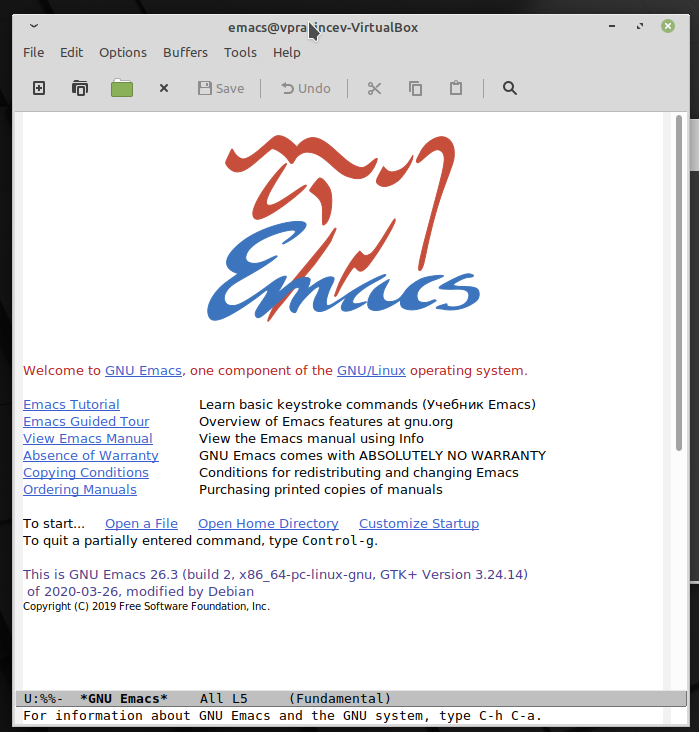 File Edit Options Buffers Tools Help
Save Undo
Emacs
Welcome to GNU Emacs, one component of the GNU/Linux operating system.
Emacs Tutorial Learn basic keystroke commands (Учебник Emacs)
Emacs Guided Tour Overview of Emacs features at gnu.org
View Emacs Manual View the Emacs manual using Info
Absence of Warranty GNU Emacs comes with ABSOLUTELY NO WARRANTY
Copying Conditions Conditions for redistributing and changing Emacs
Ordering Manuals Purchasing printed copies of manuals
To start... Open a File Open Home Directory Customize Startup
To quit a partially entered command, type Control-g.
This is GNU Emacs 26.3 (build 2, x86_64-pc-linux-gnu, GTK+ Version 3.24.14)
of 2020-03-26, modified by Debian
Copyright (C) 2019 Free Software Foundation, Inc.
U:%%- *GNU Emacs* All L5 (Fundamental)
For information about GNU Emacs and the GNU system, type C-h C-a.